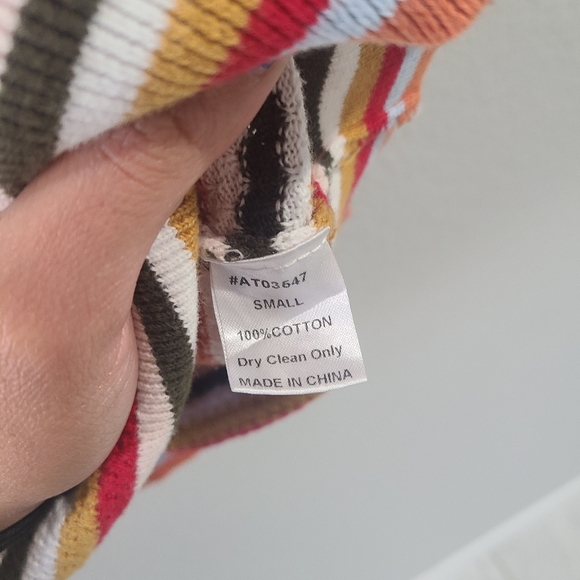 #AT03647
SMALL
100%COTTON
Dry Clean Only
MADE IN CHINA